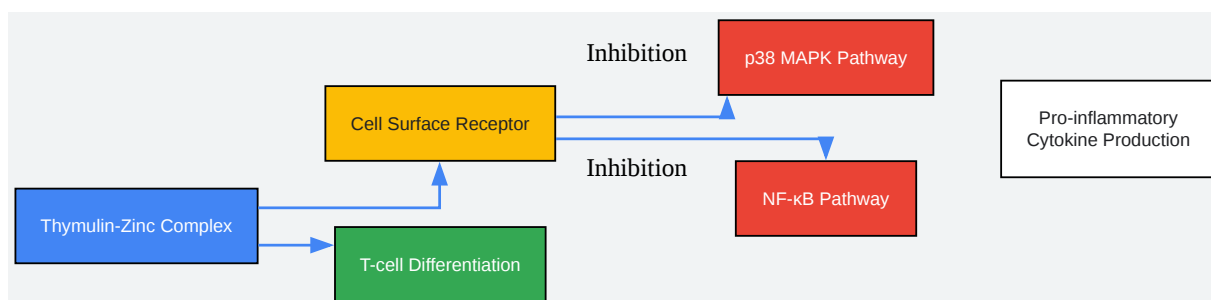 Inhibition
p38 MAPK Pathway
Cell Surface Receptor
Pro-inflammatory
Cytokine Production
Inhibition
NF-κB Pathway
Thymulin-Zinc Complex
T-cell Differentiation